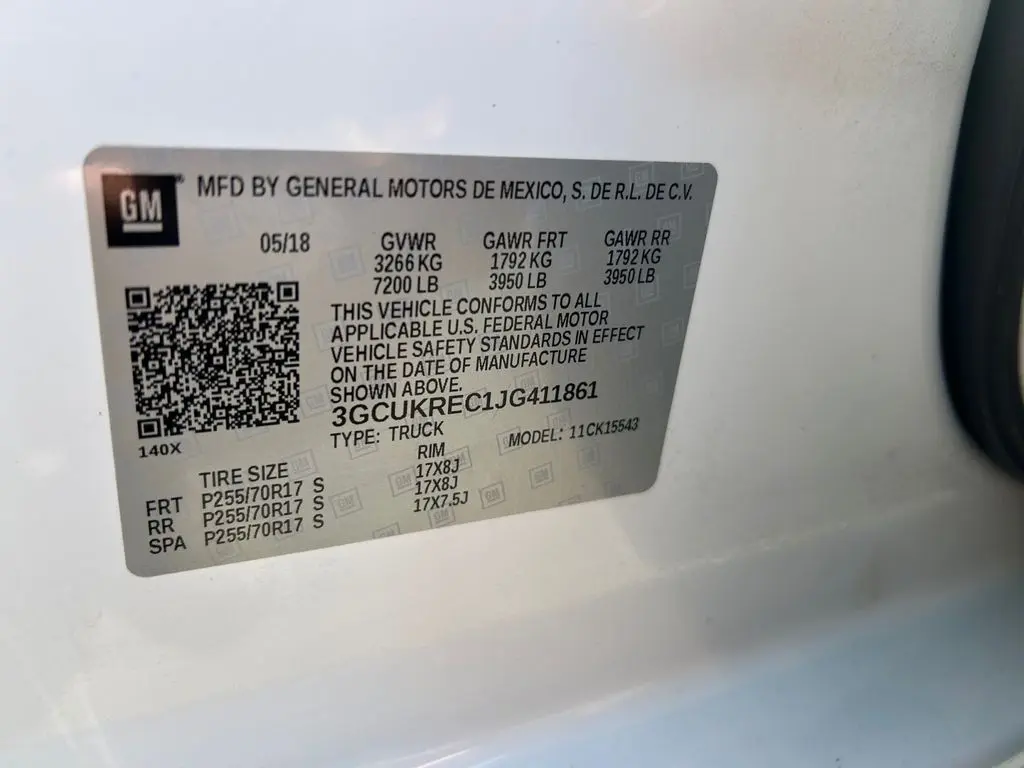 GM MFD BY GENERAL MOTORS DE MEXICO, S. DE R.L. DE C.V.
05/18 GVWR GAWR FRT GAWR RR
3266 KG 1792 KG 1792 KG
7200 LB 3950 LB 3950 LB
THIS VEHICLE CONFORMS TO ALL
APPLICABLE U.S. FEDERAL MOTOR
VEHICLE SAFETY STANDARDS IN EFFECT
ON THE DATE OF MANUFACTURE
SHOWN ABOVE.
3GCUKREC1JG411861
140X TYPE: TRUCK MODEL: 11CK15543
TIRE SIZE RIM
FRT P255/70R17 S 17X8J
RR P255/70R17 S 17X8J
SPA P255/70R17 S 17X7.5J